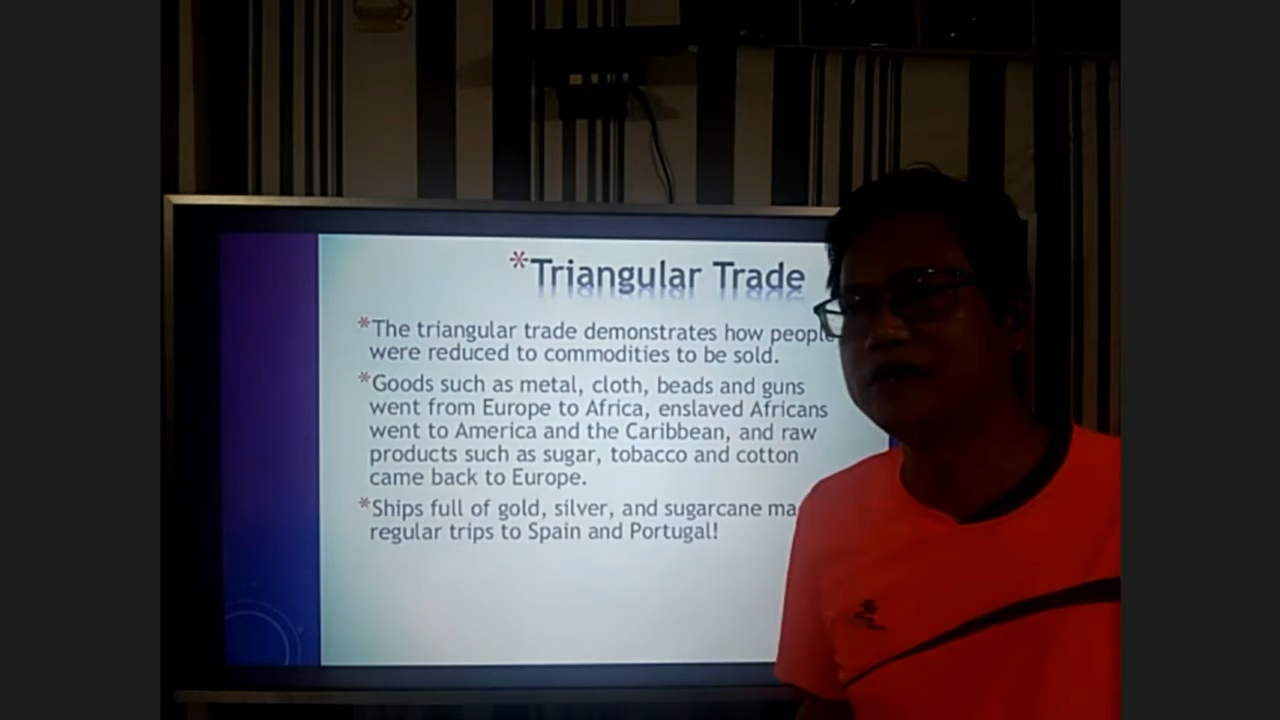 *Triangular Trade
*The triangular trade demonstrates how people
were reduced to commodities to be sold.
*Goods such as metal, cloth, beads and guns
went from Europe to Africa, enslaved Africans
went to America and the Caribbean, and raw
products such as sugar, tobacco and cotton
came back to Europe.
*Ships full of gold, silver, and sugarcane ma
regular trips to Spain and Portugal!